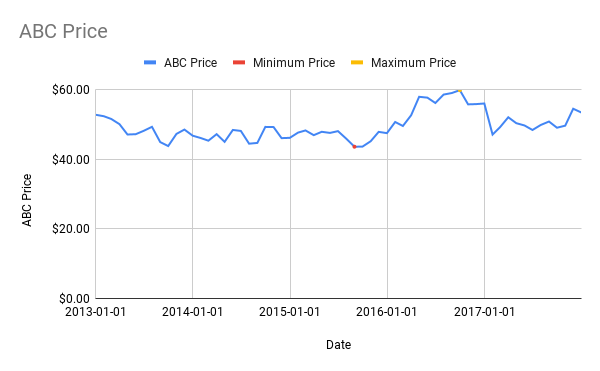 ABC Price
ABC Price Minimum Price Maximum Price
$60.00
$40.00
$20.00
$0.00
ABC Price
2013-01-01 2014-01-01 2015-01-01 2016-01-01 2017-01-01
Date